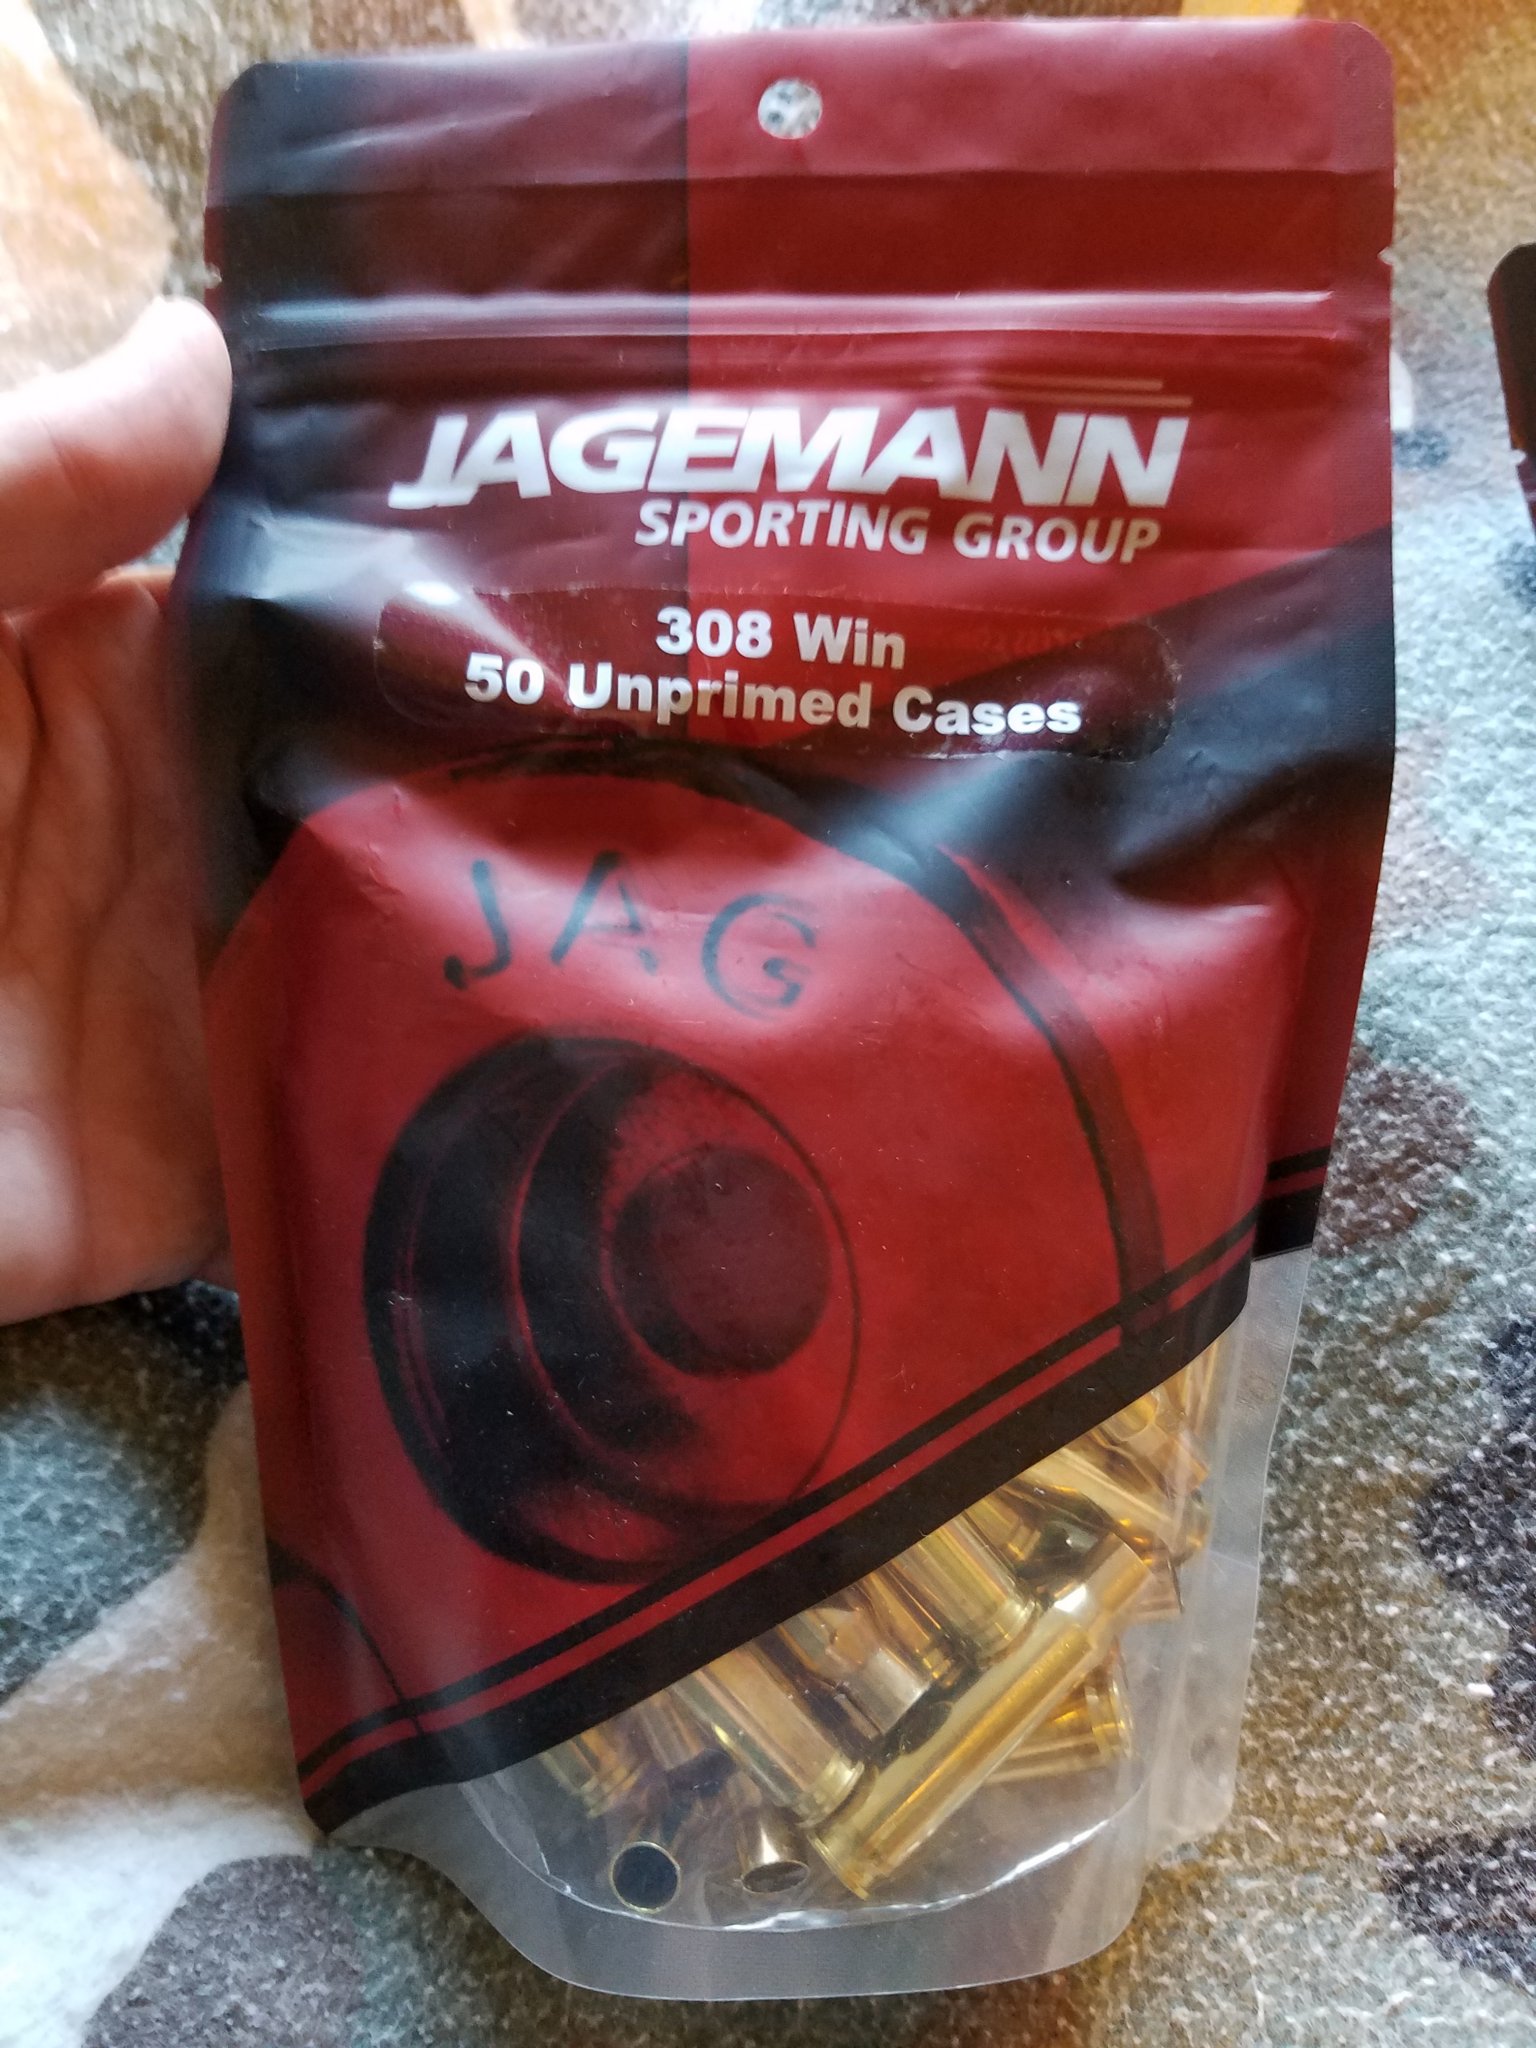 JAGEMANN
SPORTING GROUP
308 Win
50 Unprimed Cases
JAG